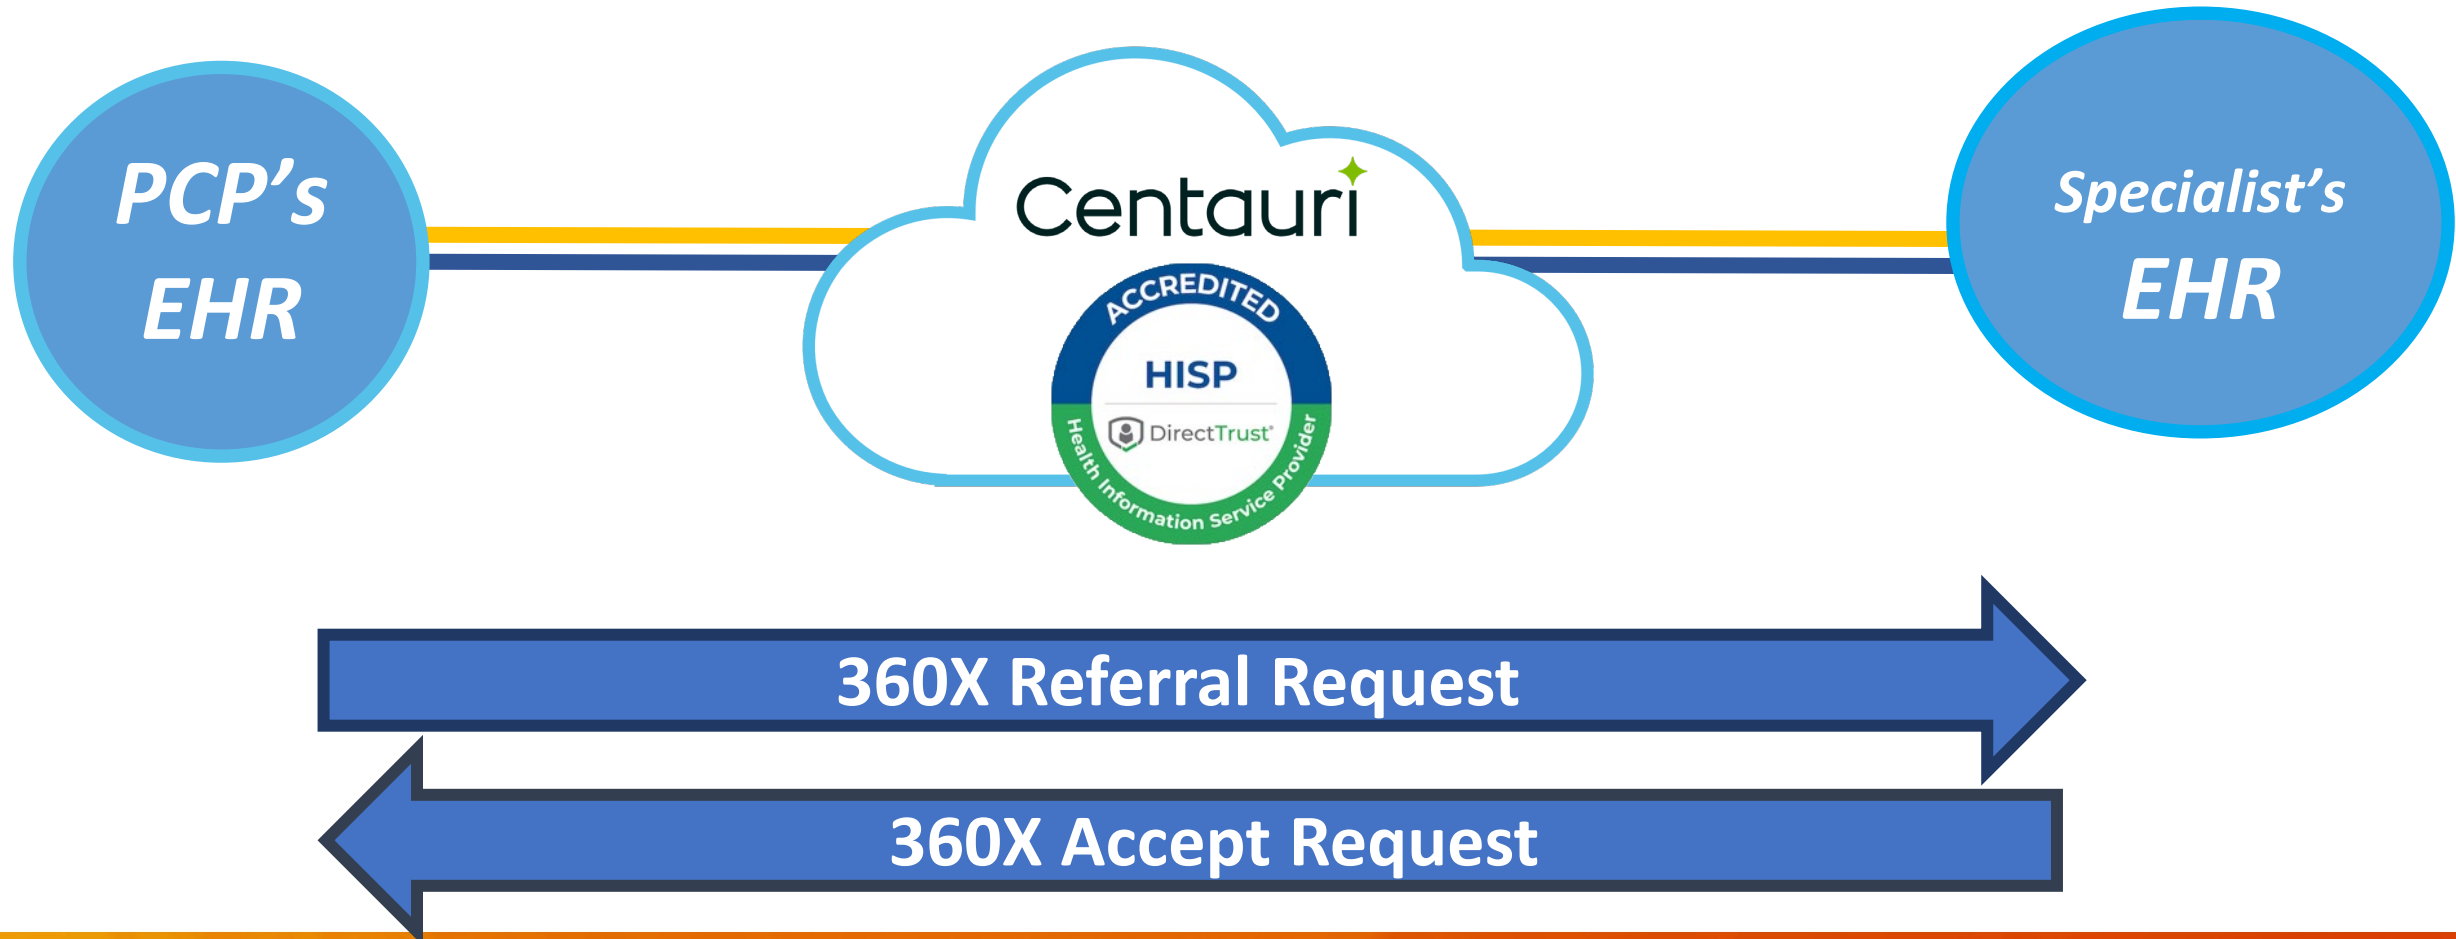 PCP's
EHR
Centauri
ACCREDITED
HISP
DirectTrust®
Health Information Service Provider
Specialist's
EHR
360X Referral Request
360X Accept Request